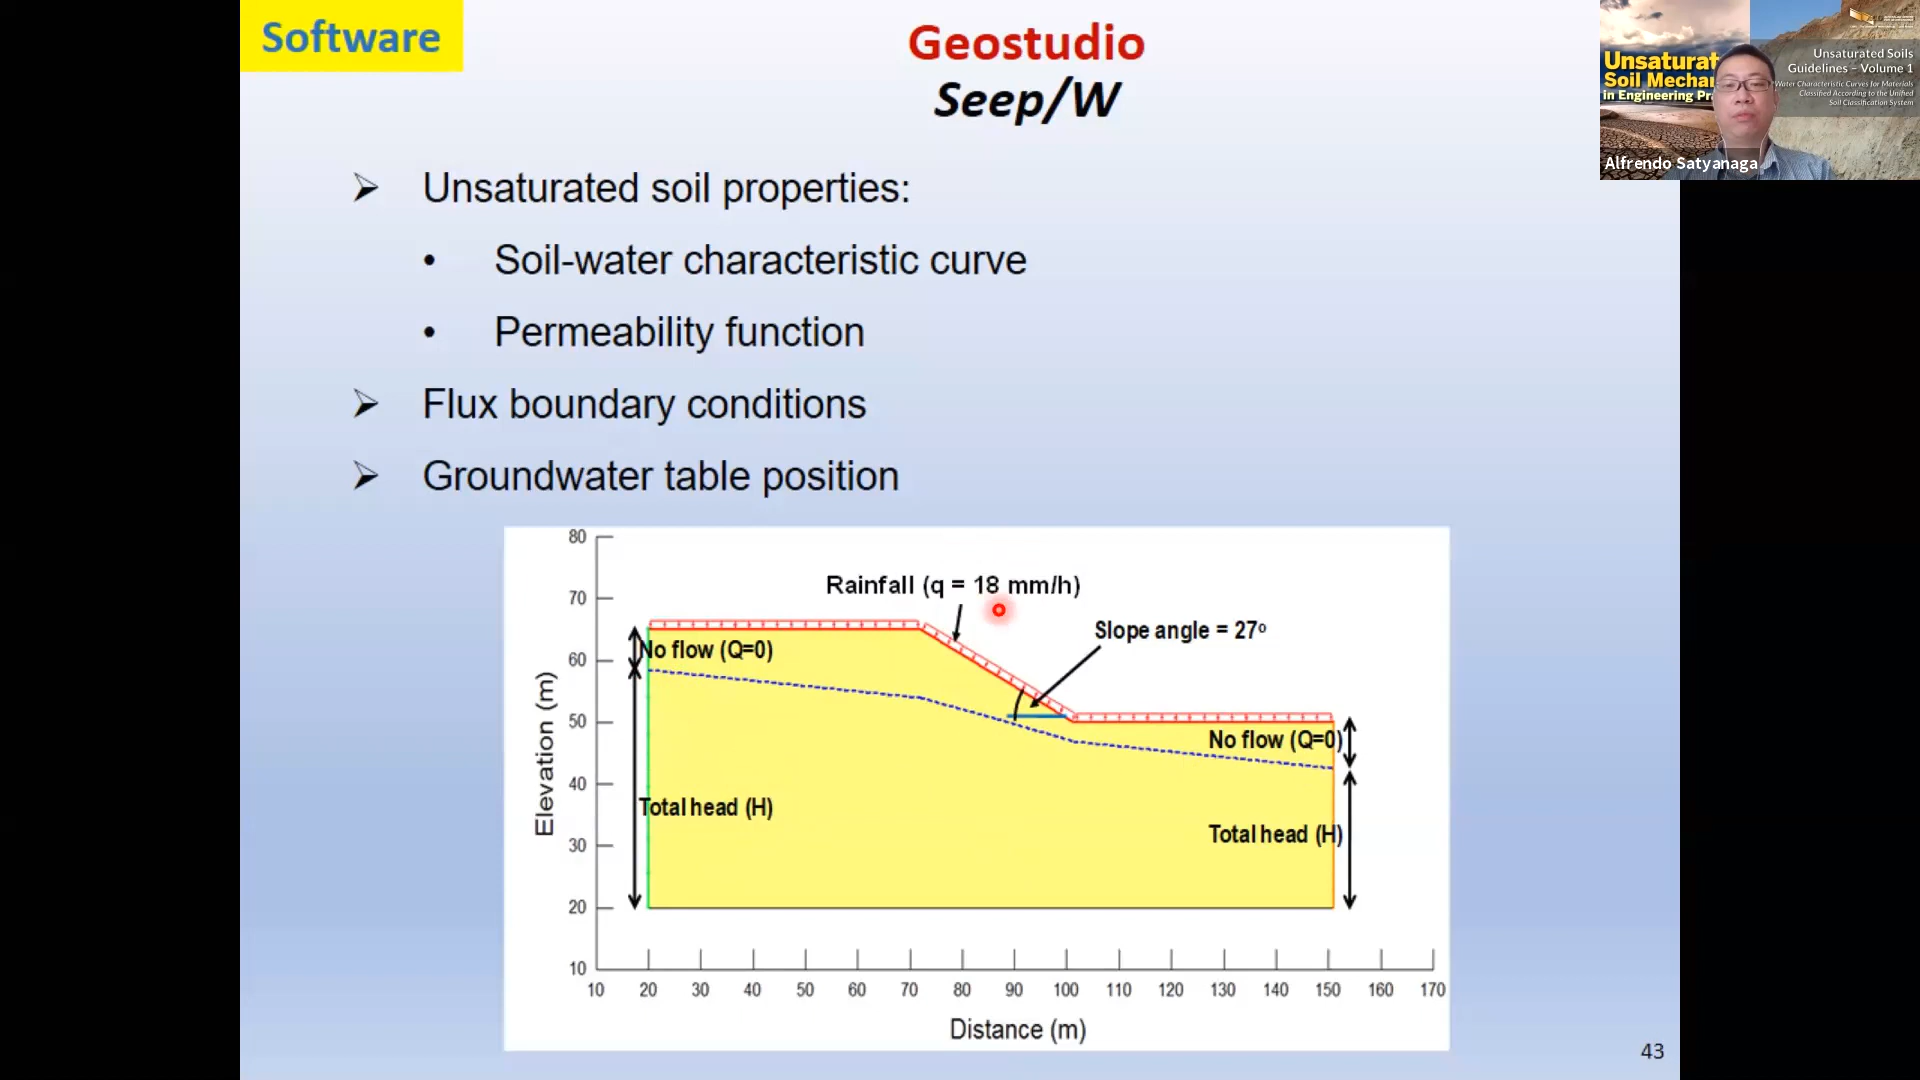 Software
Geostudio
Seep/W
Unsaturated soil properties:
Soil-water characteristic curve
Permeability function
Flux boundary conditions
Groundwater table position
80
70
60
50
40
30
20
10
Elevation (m)
Rainfall (q = 18 mm/h)
Slope angle = 27o
No flow (Q=0)
Total head (H)
No flow (Q=0)
Total head (H)
10 20 30 40 50 60 70 80 90 100 110 120 130 140 150 160 170
Distance (m)
43
Unsaturat
Soil Mechan
in Engineering Pr
Unsaturated Soils
Guidelines – Volume 1
Water Characteristic Curves for Materials
Classified According to the Unified
Soil Classification System
Alfrendo Satyanaga